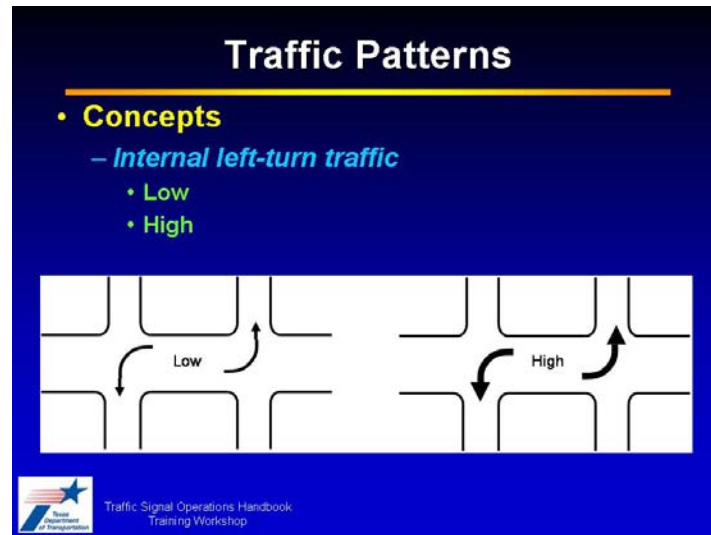 Traffic Patterns
• Concepts
– Internal left-turn traffic
• Low
• High
Low
High
Texas
Department
of Transportation
Traffic Signal Operations Handbook
Training Workshop